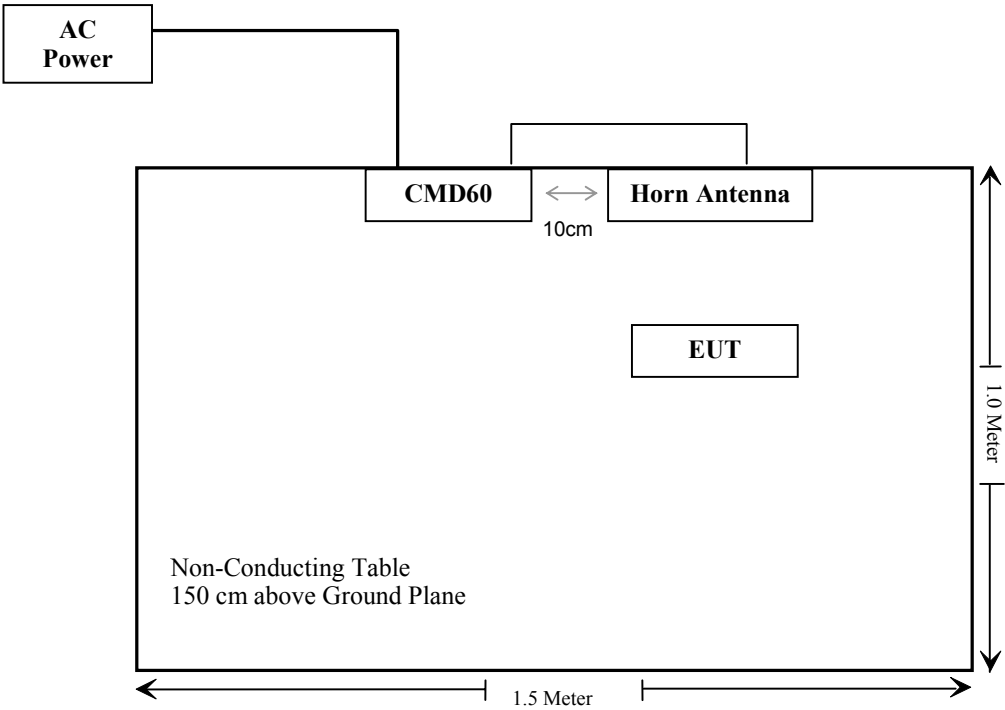 AC
Power
CMD60
Horn Antenna
10cm
EUT
1.0 Meter
Non-Conducting Table
150 cm above Ground Plane
1.5 Meter